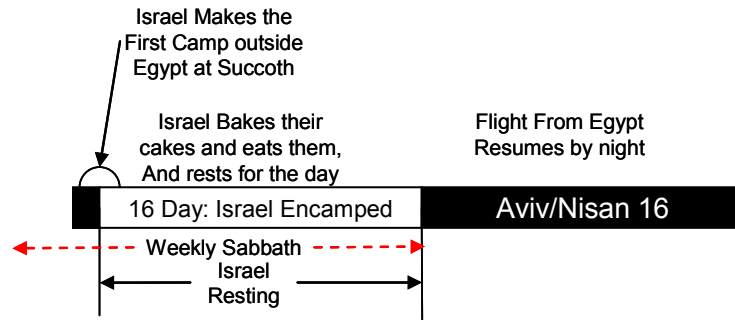 Israel Makes the
First Camp outside
Egypt at Succoth
Israel Bakes their
cakes and eats them,
And rests for the day
Flight From Egypt
Resumes by night
16 Day: Israel Encamped
Aviv/Nisan 16
Weekly Sabbath
Israel
Resting